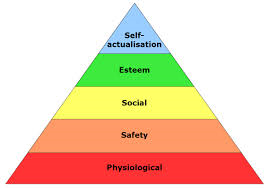 Self-
actualisation
Esteem
Social
Safety
Physiological